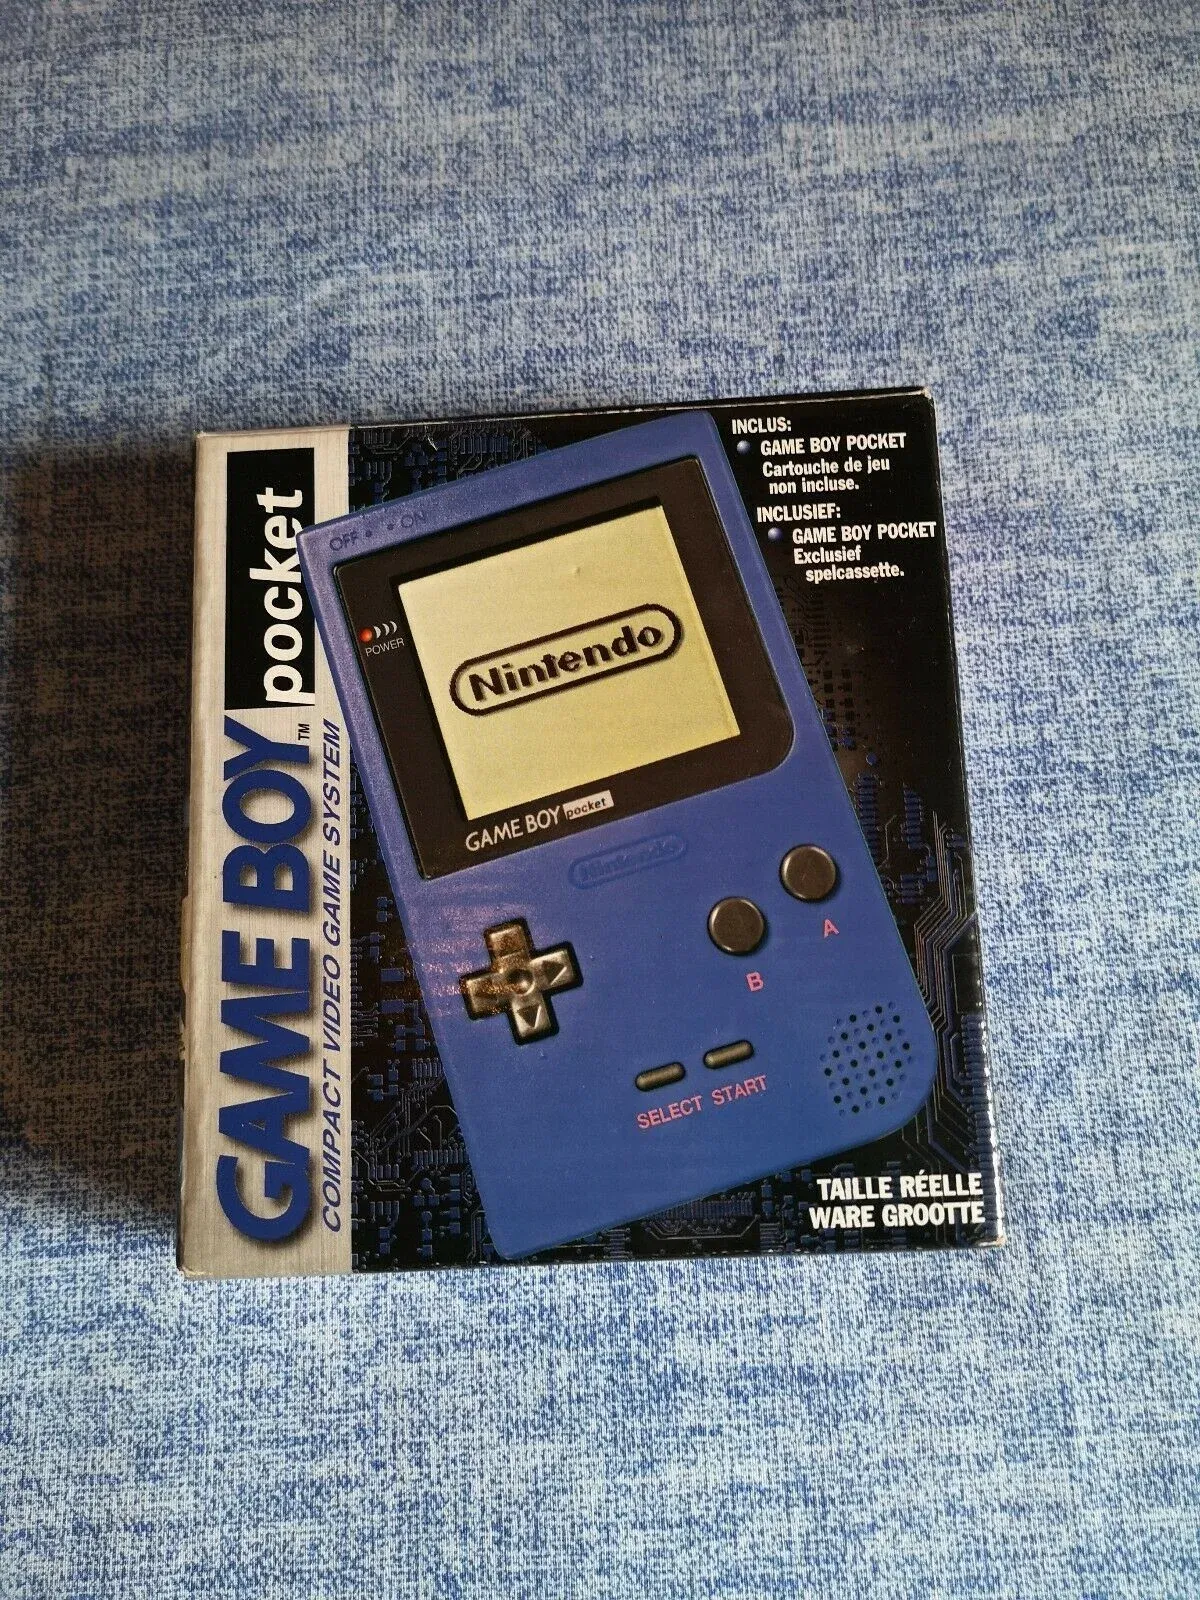 GAME BOY™ pocket
COMPACT VIDEO GAME SYSTEM
INCLUS:
GAME BOY POCKET
Cartouche de jeu
non incluse.
INCLUSIEF:
GAME BOY POCKET
Exclusief
spelcassette.
OFF • • ON
POWER
Nintendo
GAME BOY pocket
Nintendo
A
B
SELECT START
TAILLE RÉELLE
WARE GROOTTE